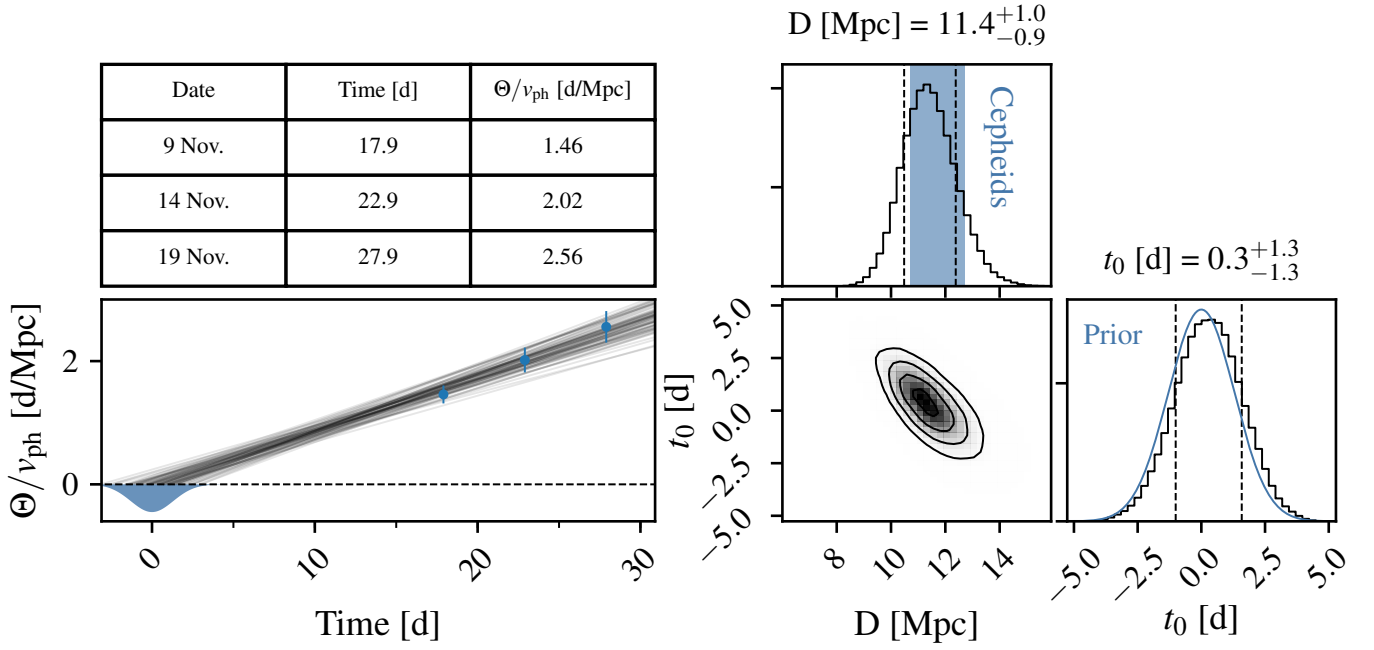 D [Mpc] = 11.4 +1.0 −0.9
Date Time [d] Θ/νph [d/Mpc]
9 Nov. 17.9 1.46
14 Nov. 22.9 2.02
19 Nov. 27.9 2.56
Cepheids
t0 [d] = 0.3 +1.3 −1.3
Θ/νph [d/Mpc]
2
0
0 10 20 30
Time [d]
t0 [d]
5.0
2.5
0.0
−2.5
−5.0
8 10 12 14
D [Mpc]
Prior
−5.0 −2.5 0.0 2.5 5.0
t0 [d]